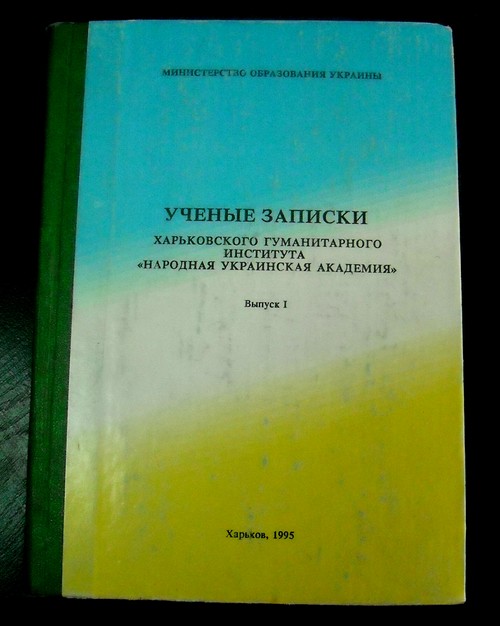 МИНИСТЕРСТВО ОБРАЗОВАНИЯ УКРАИНЫ
УЧЕНЫЕ ЗАПИСКИ
ХАРЬКОВСКОГО ГУМАНИТАРНОГО
ИНСТИТУТА
«НАРОДНАЯ УКРАИНСКАЯ АКАДЕМИЯ»
Выпуск I
Харьков, 1995